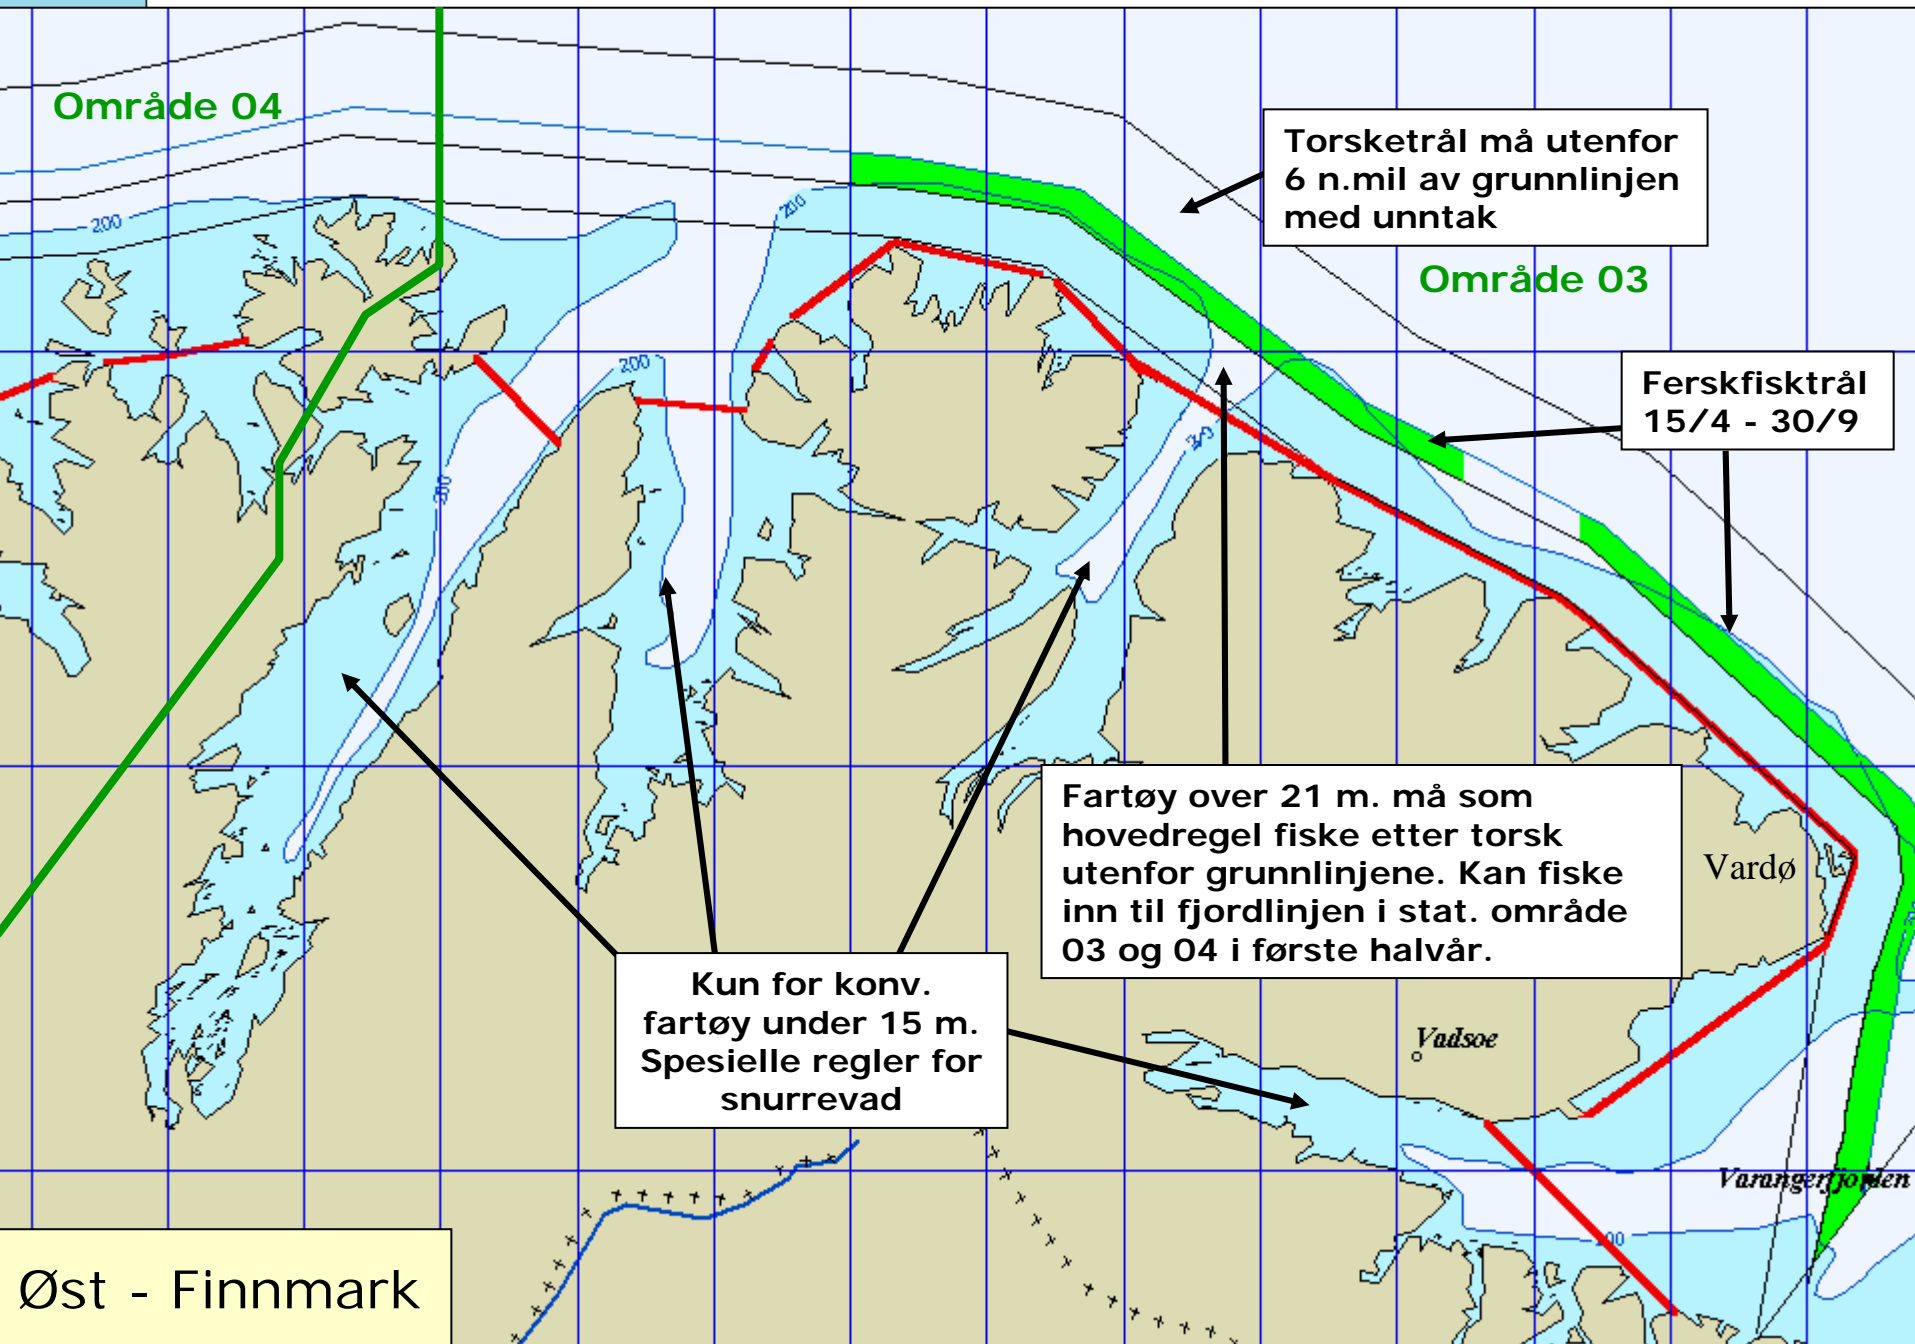 Område 04
Torsketrål må utenfor
6 n.mil av grunnlinjen
med unntak
Område 03
200
200
200
Ferskfisktrål
15/4 - 30/9
Fartøy over 21 m. må som
hovedregel fiske etter torsk
utenfor grunnlinjene. Kan fiske
inn til fjordlinjen i stat. område
03 og 04 i første halvår.
Vardø
Kun for konv.
fartøy under 15 m.
Spesielle regler for
snurrevad
Vadsoe
Varangerfjorden
Øst - Finnmark